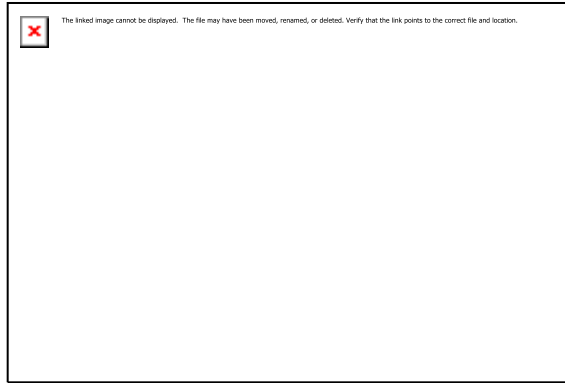 The linked image cannot be displayed. The file may have been moved, renamed, or deleted. Verify that the link points to the correct file and location.